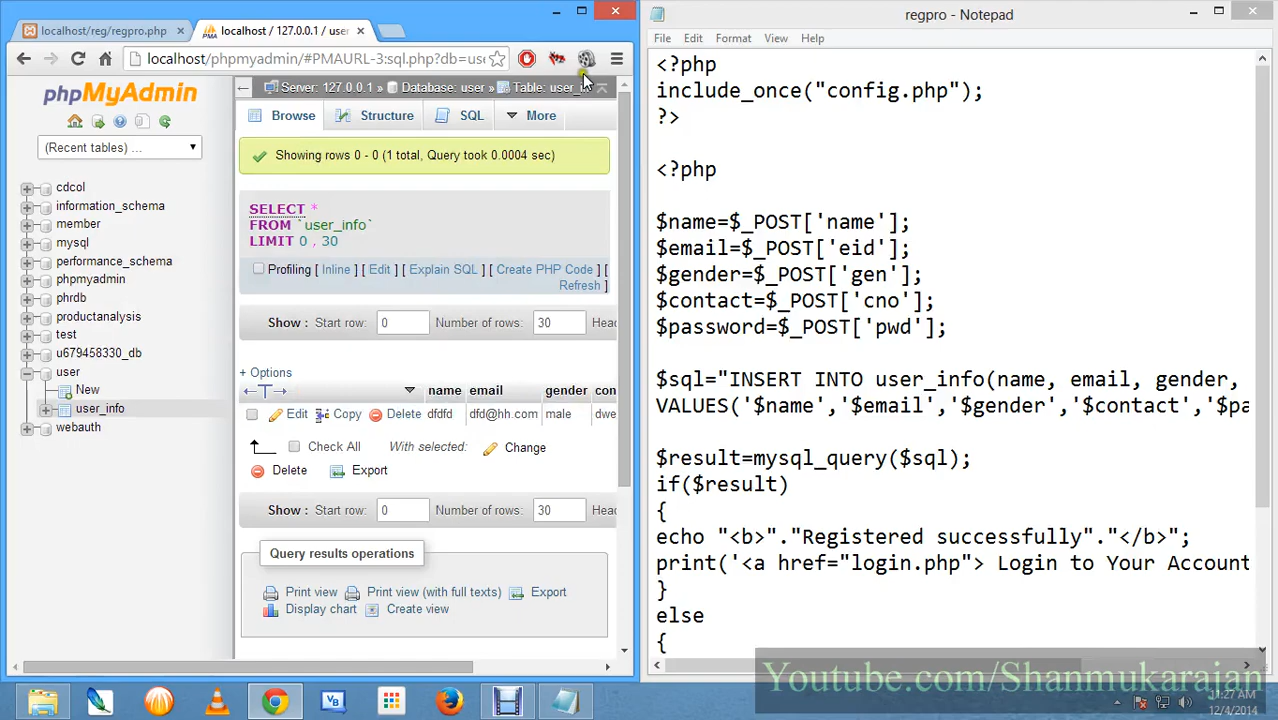 localhost/reg/regpro.php
localhost / 127.0.0.1 / user
regpro - Notepad
localhost/phpmyadmin/#PMAURL-3:sql.php?db=use
File Edit Format View Help
phpMyAdmin
(Recent tables) ...
cdcol
information_schema
member
mysql
performance_schema
phpmyadmin
phrdb
productanalysis
test
u679458330_db
user
New
user_info
webauth
Server: 127.0.0.1 » Database: user » Table: user_i
Browse Structure SQL More
Showing rows 0 - 0 (1 total, Query took 0.0004 sec)
SELECT *
FROM `user_info`
LIMIT 0 , 30
Profiling [ Inline ] [ Edit ] [ Explain SQL ] [ Create PHP Code ] [
Refresh ]
Show: Start row: 0 Number of rows: 30 Head
+ Options
name email gender con
Edit Copy Delete dfdfd dfd@hh.com male dwe
Check All With selected: Change
Delete Export
Show: Start row: 0 Number of rows: 30 Head
Query results operations
Print view Print view (with full texts) Export
Display chart Create view
<?php
include_once("config.php");
?>
<?php
$name=$_POST['name'];
$email=$_POST['eid'];
$gender=$_POST['gen'];
$contact=$_POST['cno'];
$password=$_POST['pwd'];
$sql="INSERT INTO user_info(name, email, gender,
VALUES('$name','$email','$gender','$contact','$pa
$result=mysql_query($sql);
if($result)
{
echo "<b>"."Registered successfully"."</b>";
print('<a href="login.php"> Login to Your Account
}
else
{
Youtube.com/Shanmukarajan
11:27 AM
12/4/2014